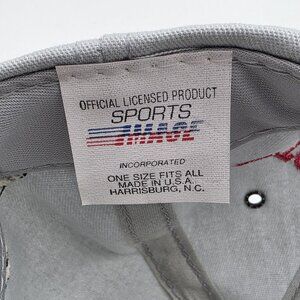 OFFICIAL LICENSED PRODUCT
SPORTS
IMAGE
INCORPORATED
ONE SIZE FITS ALL
MADE IN U.S.A.
HARRISBURG, N.C.